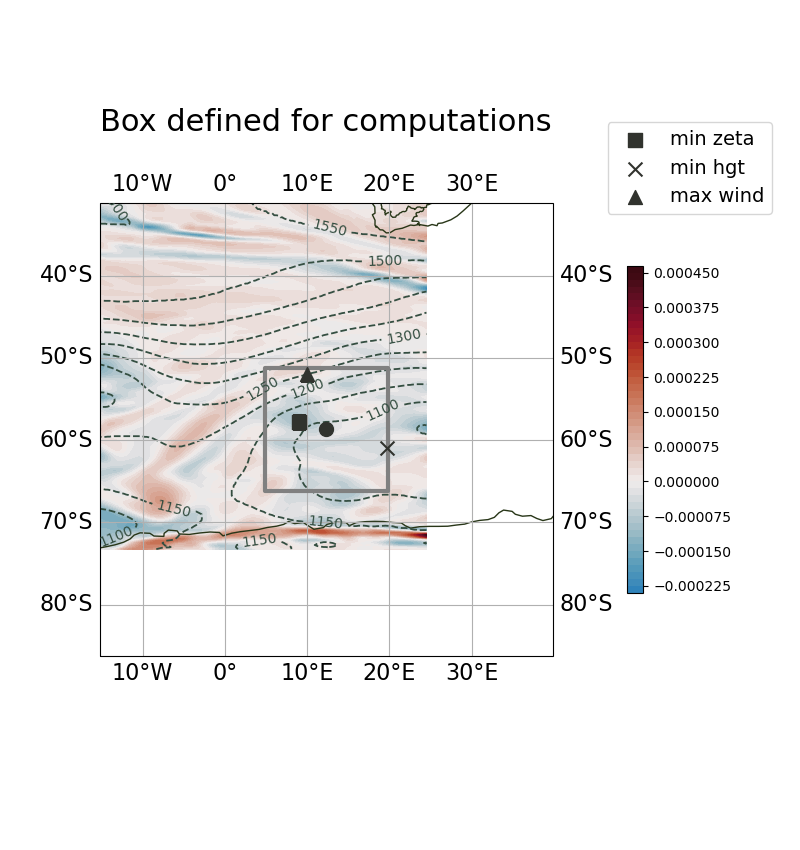 Box defined for computations
min zeta
min hgt
max wind
10°W 0° 10°E 20°E 30°E
1550
1500
40°S 40°S
1300
50°S 50°S
1250
1200
1100
60°S 60°S
1150
1150
1100
1150
70°S 70°S
80°S 80°S
10°W 0° 10°E 20°E 30°E
0.000450
0.000375
0.000300
0.000225
0.000150
0.000075
0.000000
−0.000075
−0.000150
−0.000225